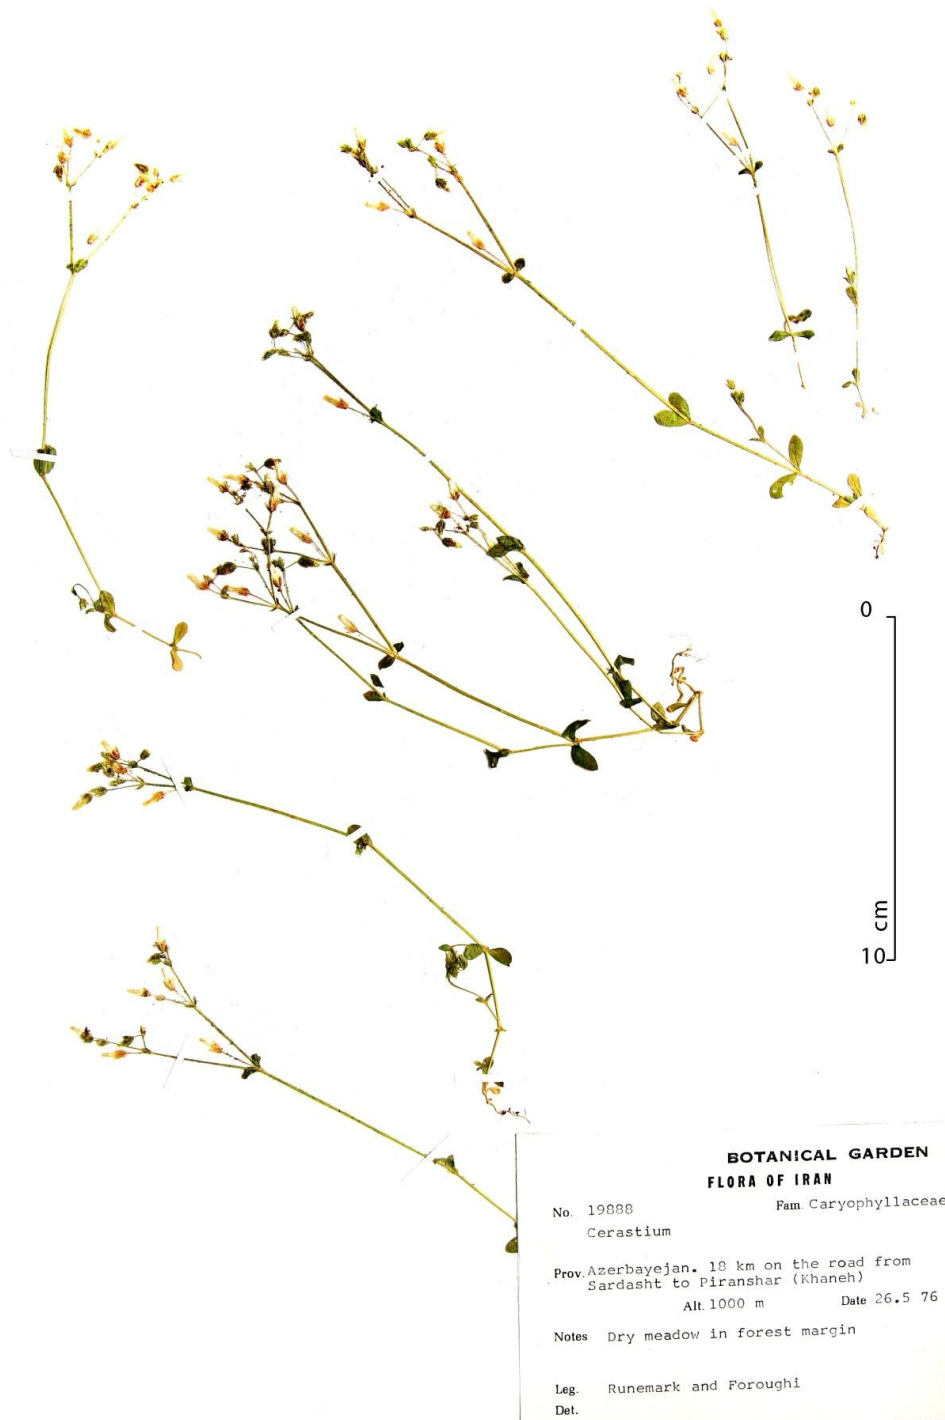 0
cm
10
BOTANICAL GARDEN
FLORA OF IRAN
No. 19888 Fam. Caryophyllaceae
Cerastium
Prov. Azerbayejan. 18 km on the road from
Sardasht to Piranshar (Khaneh)
Alt. 1000 m Date 26.5 76
Notes Dry meadow in forest margin
Leg. Runemark and Foroughi
Det.